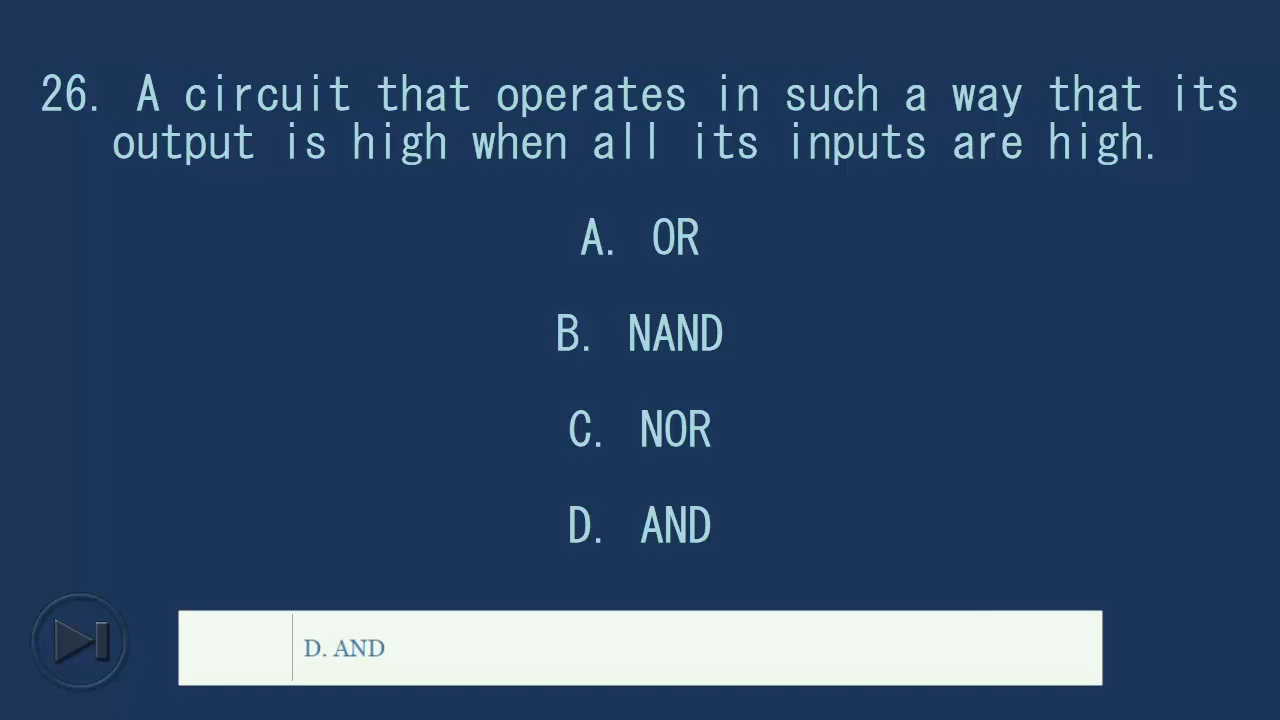 26. A circuit that operates in such a way that its
output is high when all its inputs are high.
A. OR
B. NAND
C. NOR
D. AND
D. AND